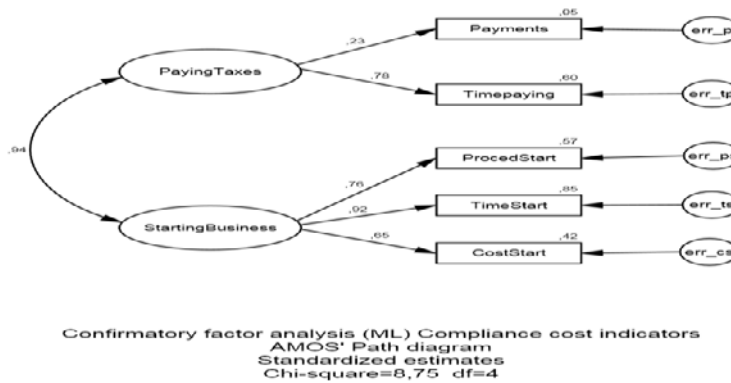 ,23
,05
Payments
err_p
PayingTaxes
,78
,60
Timepaying
err_tp
,94
,57
ProcedStart
err_ps
,76
,85
TimeStart
err_ts
,92
StartingBusiness
,65
,42
CostStart
err_cs
Confirmatory factor analysis (ML) Compliance cost indicators
AMOS' Path diagram
Standardized estimates
Chi-square=8,75 df=4